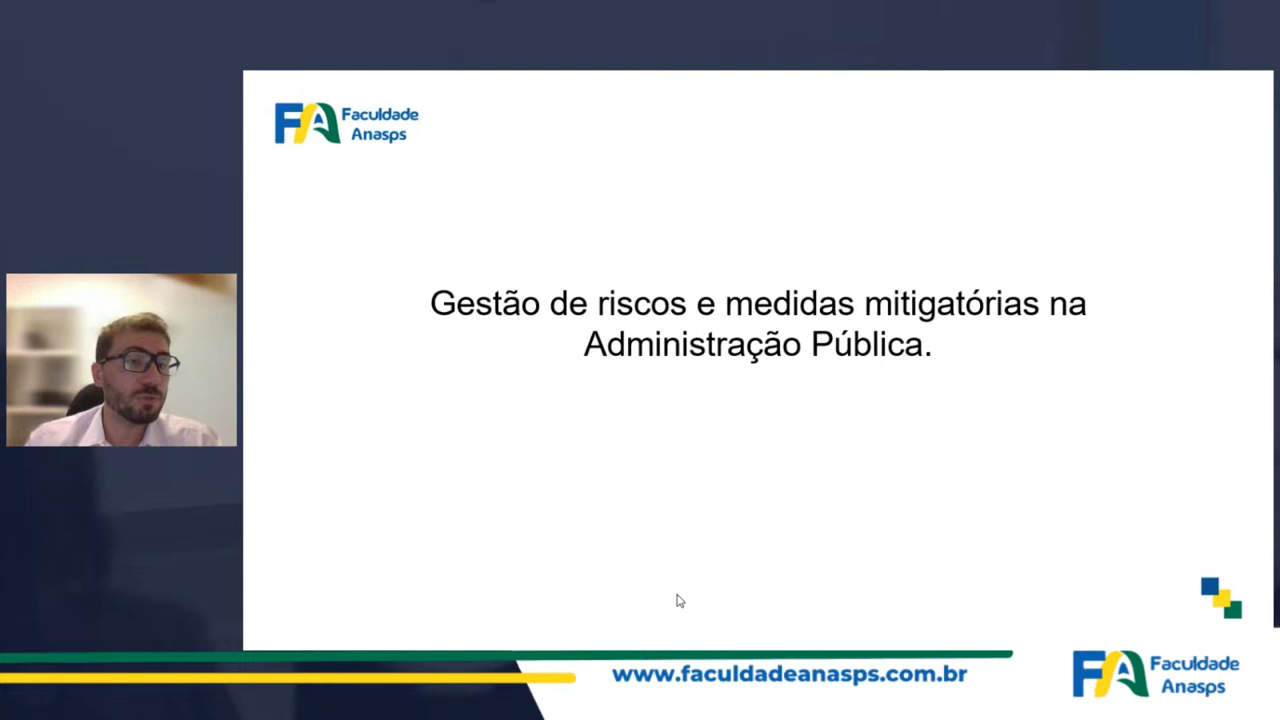 Faculdade
Anasps
Gestão de riscos e medidas mitigatórias na
Administração Pública.
www.faculdadeanasps.com.br
Faculdade
Anasps